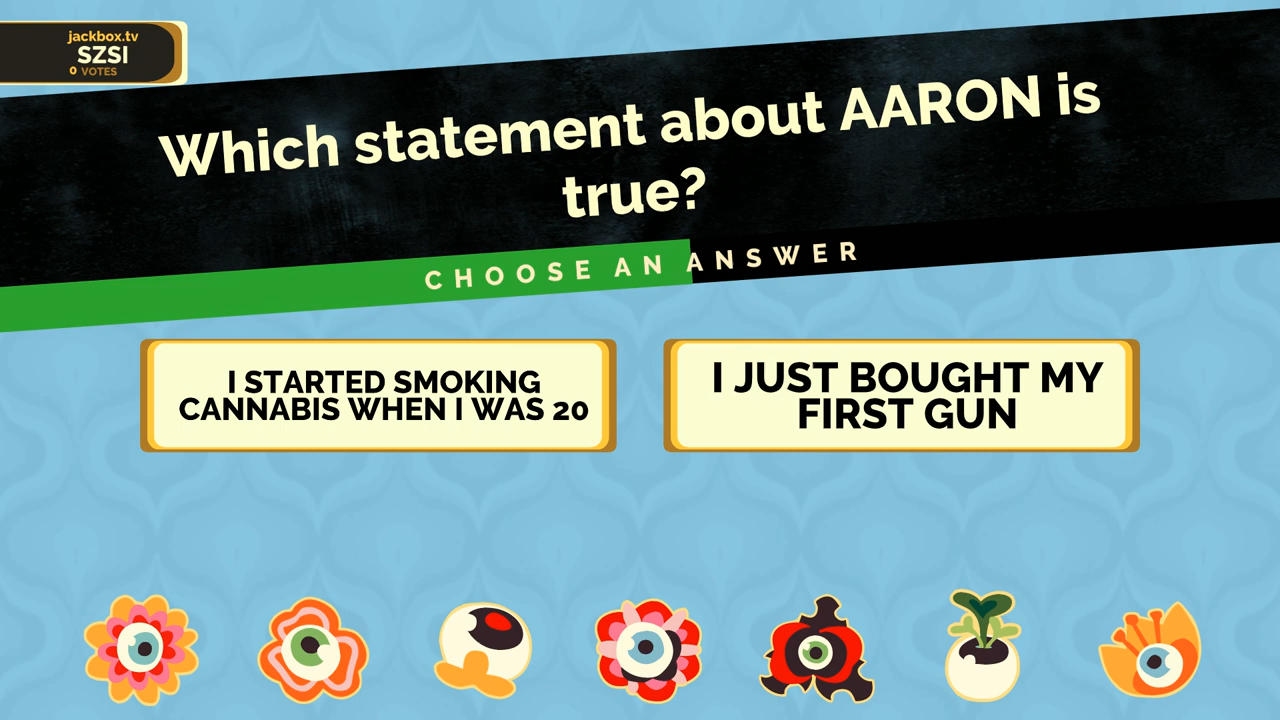 jackbox.tv
SZSI
0 VOTES
Which statement about AARON is
true?
CHOOSE AN ANSWER
I STARTED SMOKING
CANNABIS WHEN I WAS 20
I JUST BOUGHT MY
FIRST GUN